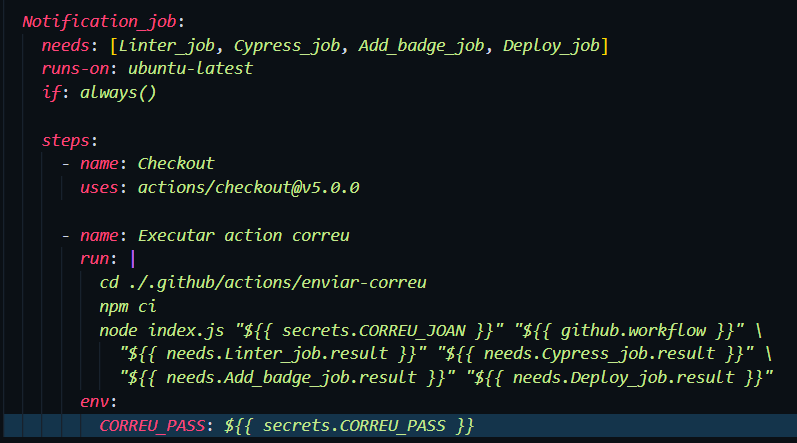 Notification_job:
needs: [Linter_job, Cypress_job, Add_badge_job, Deploy_job]
runs-on: ubuntu-latest
if: always()
steps:
- name: Checkout
uses: actions/checkout@v5.0.0
- name: Executar action correu
run: |
cd ./.github/actions/enviar-correu
npm ci
node index.js "${{ secrets.CORREU_JOAN }}" "${{ github.workflow }}" \
"${{ needs.Linter_job.result }}" "${{ needs.Cypress_job.result }}" \
"${{ needs.Add_badge_job.result }}" "${{ needs.Deploy_job.result }}"
env:
CORREU_PASS: ${{ secrets.CORREU_PASS }}